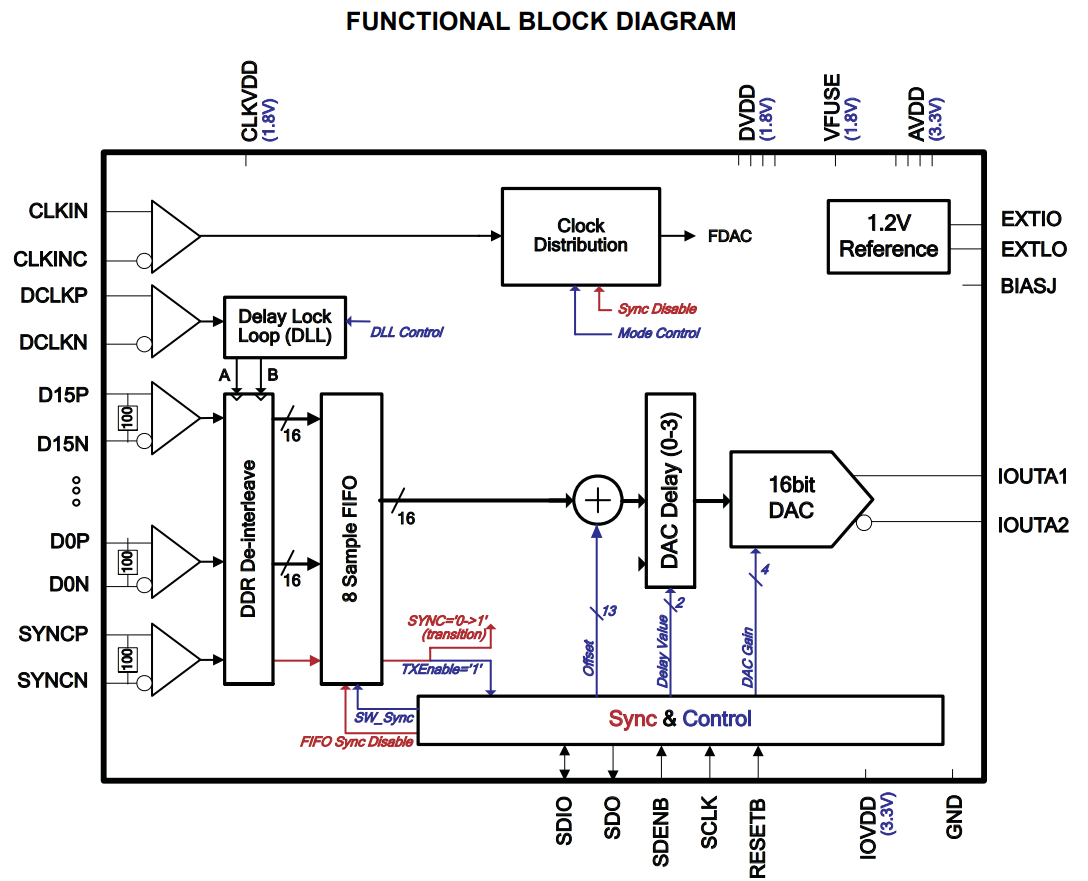 FUNCTIONAL BLOCK DIAGRAM
CLKVDD
(1.8V)
DVDD
(1.8V)
VFUSE
(1.8V)
AVDD
(3.3V)
CLKIN
CLKINC
DCLKP
DCLKN
D15P
D15N
D0P
D0N
SYNCP
SYNCN
100
100
100
Clock
Distribution
FDAC
Sync Disable
Mode Control
1.2V
Reference
EXTIO
EXTLO
BIASJ
Delay Lock
Loop (DLL)
DLL Control
A
B
DDR De-interleave
16
16
8 Sample FIFO
16
+
DAC Delay (0-3)
16bit
DAC
IOUTA1
IOUTA2
13
Offset
2
Delay Value
4
DAC Gain
SYNC='0->1'
(transition)
TXEnable='1'
SW_Sync
FIFO Sync Disable
Sync & Control
SDIO
SDO
SDENB
SCLK
RESETB
IOVDD
(3.3V)
GND